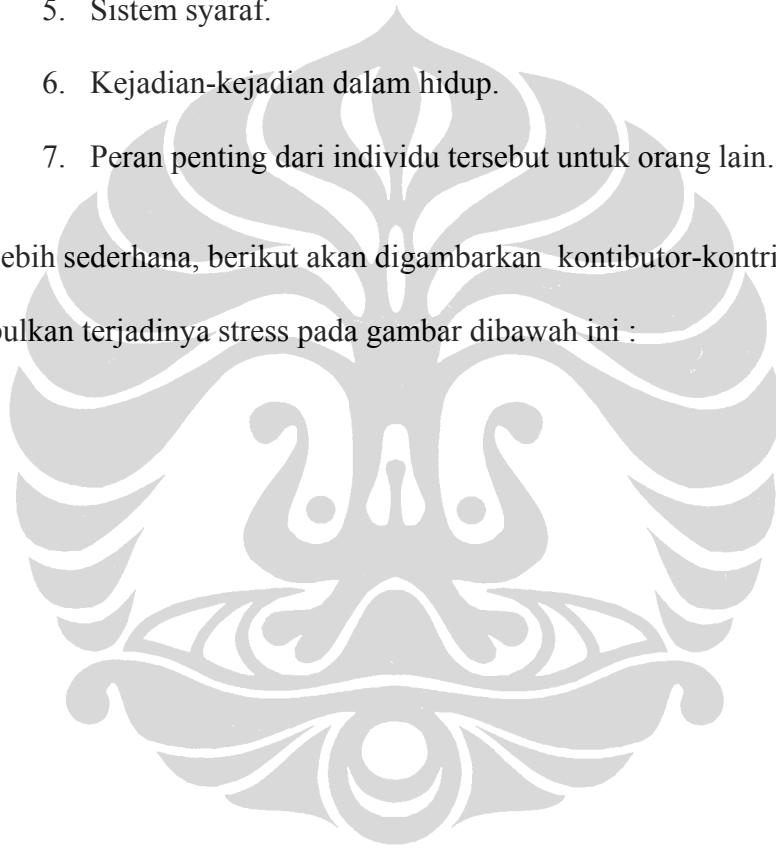 5. Sistem syaraf.
6. Kejadian-kejadian dalam hidup.
7. Peran penting dari individu tersebut untuk orang lain.
ebih sederhana, berikut akan digambarkan kontibutor-kontri
ulkan terjadinya stress pada gambar dibawah ini :